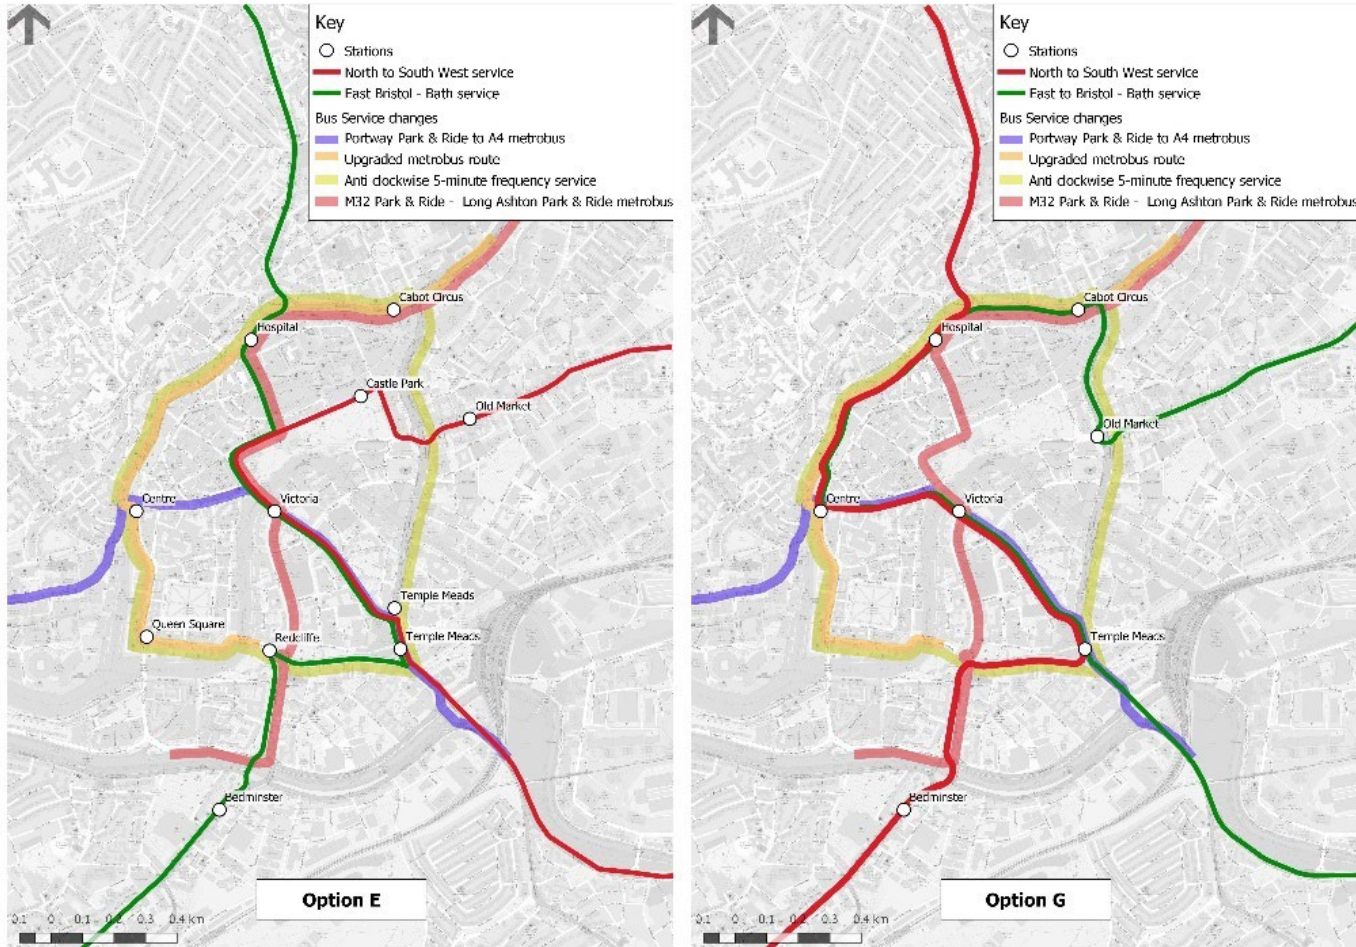 Key
Stations
North to South West service
East Bristol - Bath service
Bus Service changes
Portway Park & Ride to A4 metrobus
Upgraded metrobus route
Anti clockwise 5-minute frequency service
M32 Park & Ride - Long Ashton Park & Ride metrobus
Cabot Circus
Hospital
Castle Park
Old Market
Centre
Victoria
Temple Meads
Queen Square
Redcliffe
Temple Meads
Bedminster
Option E
0.1 0 0.1 0.2 0.3 0.4 km
Key
Stations
North to South West service
East to Bristol - Bath service
Bus Service changes
Portway Park & Ride to A4 metrobus
Upgraded metrobus route
Anti clockwise 5-minute frequency service
M32 Park & Ride - Long Ashton Park & Ride metrobus
Cabot Circus
Hospital
Old Market
Centre
Victoria
Temple Meads
Bedminster
Option G
0.1 0 0.1 0.2 0.3 0.4 km